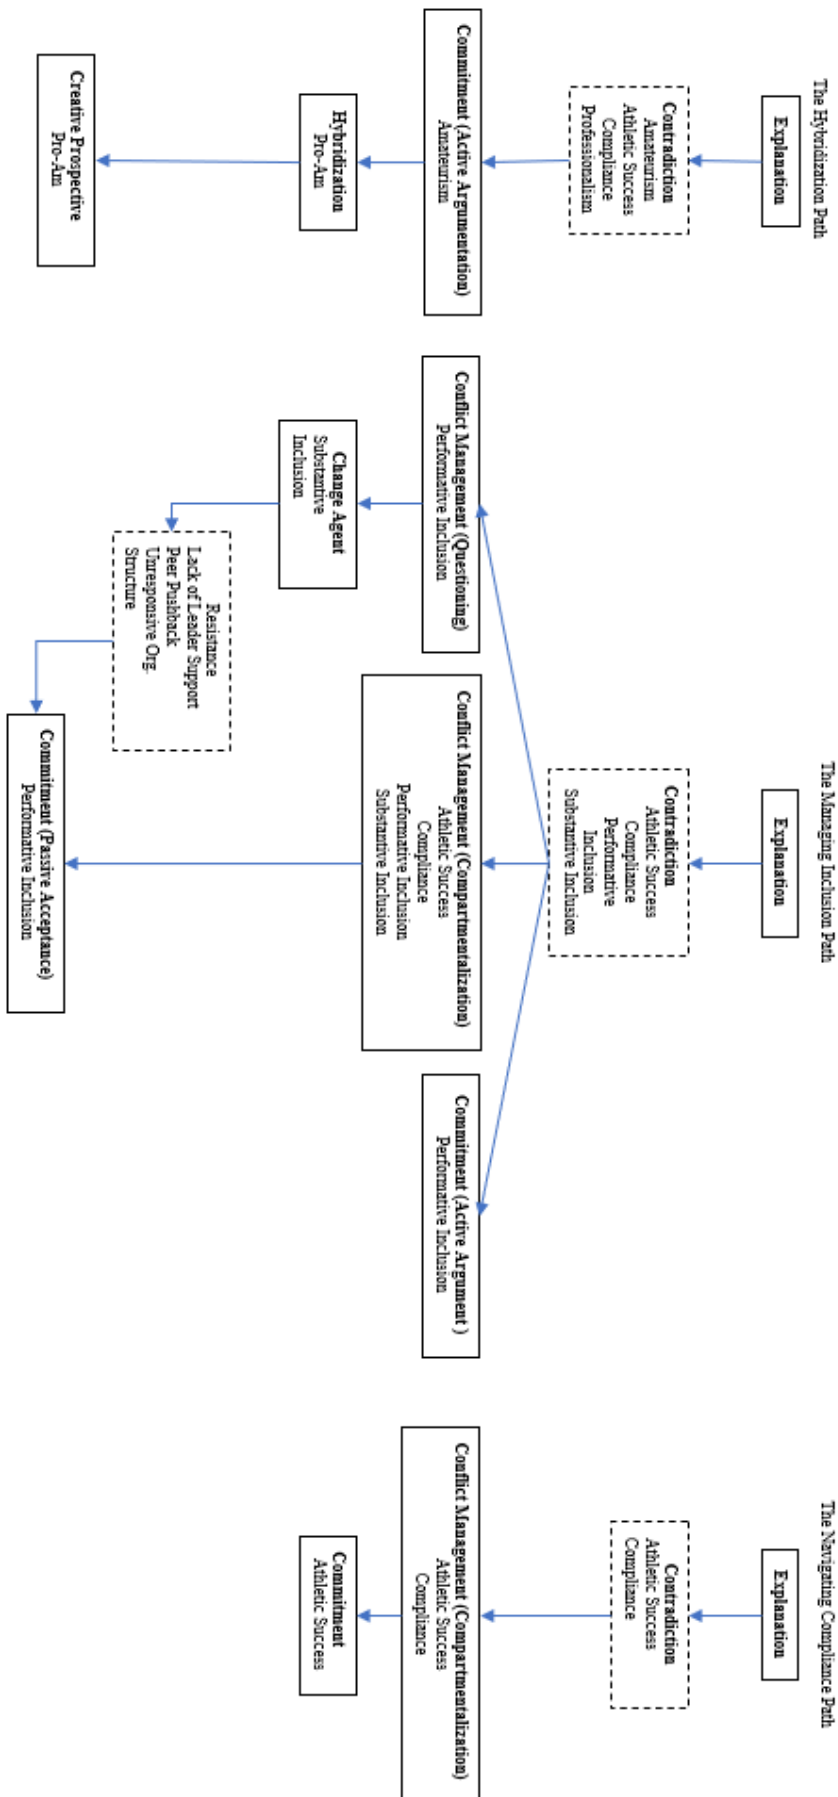 The Hybridization Path
Explanation
Contradiction
Amateurism
Athletic Success
Compliance
Professionalism
Commitment (Active Argumentation)
Amateurism
Hybridization
Pro-Am
Creative Prospective
Pro-Am
The Managing Inclusion Path
Explanation
Contradiction
Athletic Success
Compliance
Performative
Inclusion
Substantive Inclusion
Conflict Management (Questioning)
Performative Inclusion
Change Agent
Substantive
Inclusion
Resistance
Lack of Leader Support
Peer Pushback
Unresponsive Org.
Structure
Conflict Management (Compartmentalization)
Athletic Success
Compliance
Performative Inclusion
Substantive Inclusion
Commitment (Passive Acceptance)
Performative Inclusion
Commitment (Active Argument )
Performative Inclusion
The Navigating Compliance Path
Explanation
Contradiction
Athletic Success
Compliance
Conflict Management (Compartmentalization)
Athletic Success
Compliance
Commitment
Athletic Success